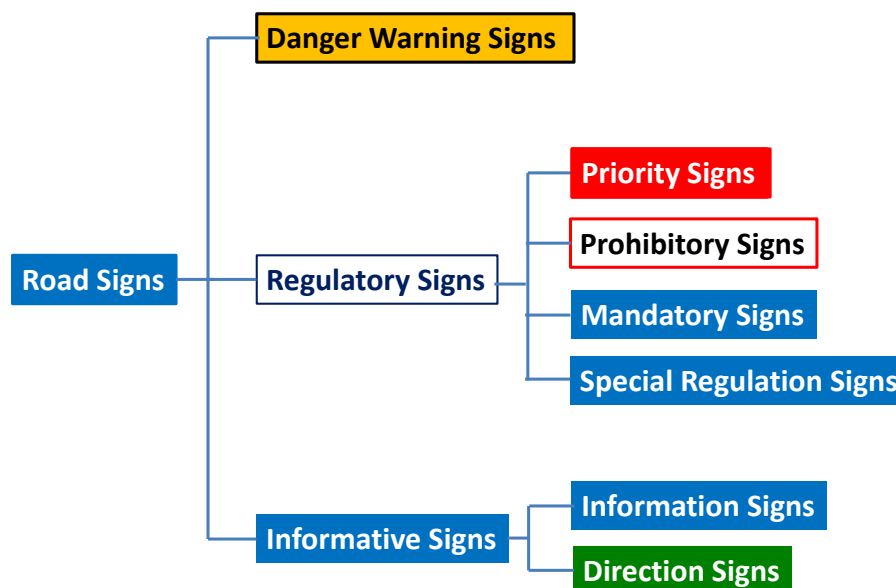 Danger Warning Signs
Priority Signs
Prohibitory Signs
Road Signs
Regulatory Signs
Mandatory Signs
Special Regulation Signs
Information Signs
Informative Signs
Direction Signs